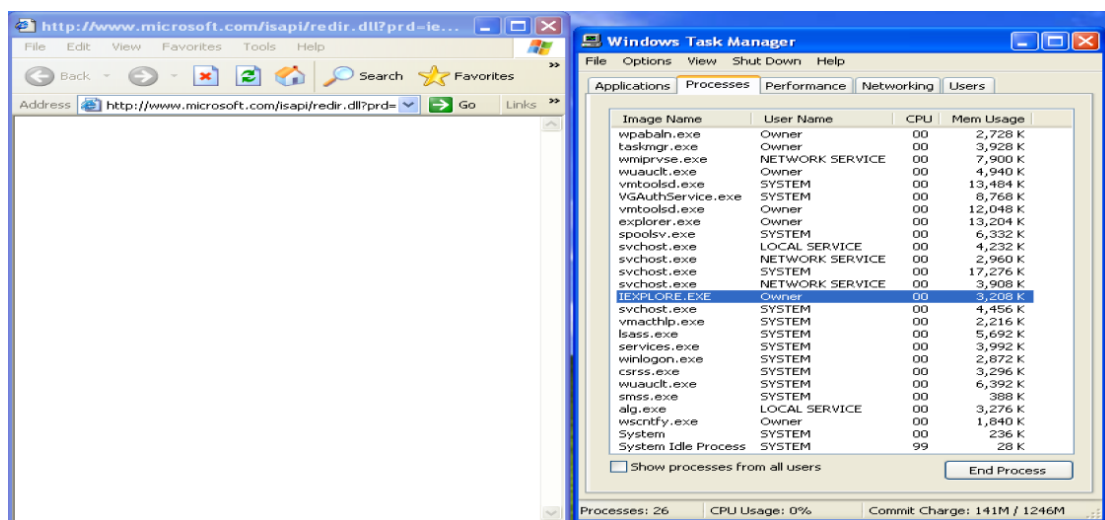 http://www.microsoft.com/isapi/redir.dll?prd=ie...
File Edit View Favorites Tools Help
Back Search Favorites
Address http://www.microsoft.com/isapi/redir.dll?prd= Go Links
Windows Task Manager
File Options View Shut Down Help
Applications Processes Performance Networking Users
Image Name User Name CPU Mem Usage
wpabaln.exe Owner 00 2,728 K
taskmgr.exe Owner 00 3,928 K
wmiprvse.exe NETWORK SERVICE 00 7,900 K
wuauclt.exe Owner 00 4,940 K
vmtoolsd.exe SYSTEM 00 13,484 K
VGAuthService.exe SYSTEM 00 8,768 K
vmtoolsd.exe Owner 00 12,048 K
explorer.exe Owner 00 13,204 K
spoolsv.exe SYSTEM 00 6,332 K
svchost.exe LOCAL SERVICE 00 4,232 K
svchost.exe NETWORK SERVICE 00 2,960 K
svchost.exe SYSTEM 00 17,276 K
svchost.exe NETWORK SERVICE 00 3,908 K
IEXPLORE.EXE Owner 00 3,208 K
svchost.exe SYSTEM 00 4,456 K
vmacthlp.exe SYSTEM 00 2,216 K
lsass.exe SYSTEM 00 5,692 K
services.exe SYSTEM 00 3,992 K
winlogon.exe SYSTEM 00 2,872 K
csrss.exe SYSTEM 00 3,296 K
wuauclt.exe SYSTEM 00 6,392 K
smss.exe SYSTEM 00 388 K
alg.exe LOCAL SERVICE 00 3,276 K
wscntfy.exe Owner 00 1,840 K
System SYSTEM 00 236 K
System Idle Process SYSTEM 99 28 K
Show processes from all users End Process
Processes: 26 CPU Usage: 0% Commit Charge: 141M / 1246M